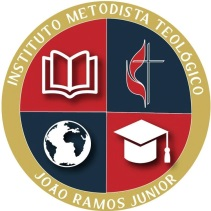 INSTITUTO METODISTA TEOLÓGICO
JOÃO RAMOS JUNIOR